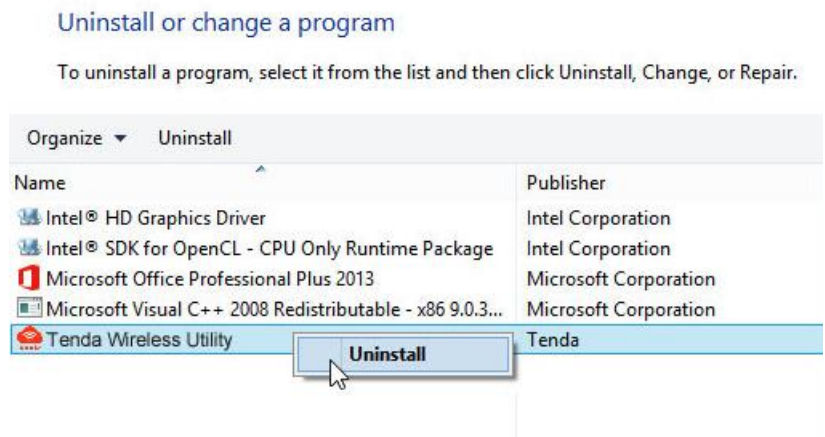 Uninstall or change a program
To uninstall a program, select it from the list and then click Uninstall, Change, or Repair.
Organize Uninstall
Name Publisher
Intel® HD Graphics Driver Intel Corporation
Intel® SDK for OpenCL - CPU Only Runtime Package Intel Corporation
Microsoft Office Professional Plus 2013 Microsoft Corporation
Microsoft Visual C++ 2008 Redistributable - x86 9.0.3... Microsoft Corporation
Tenda Wireless Utility Tenda
Uninstall